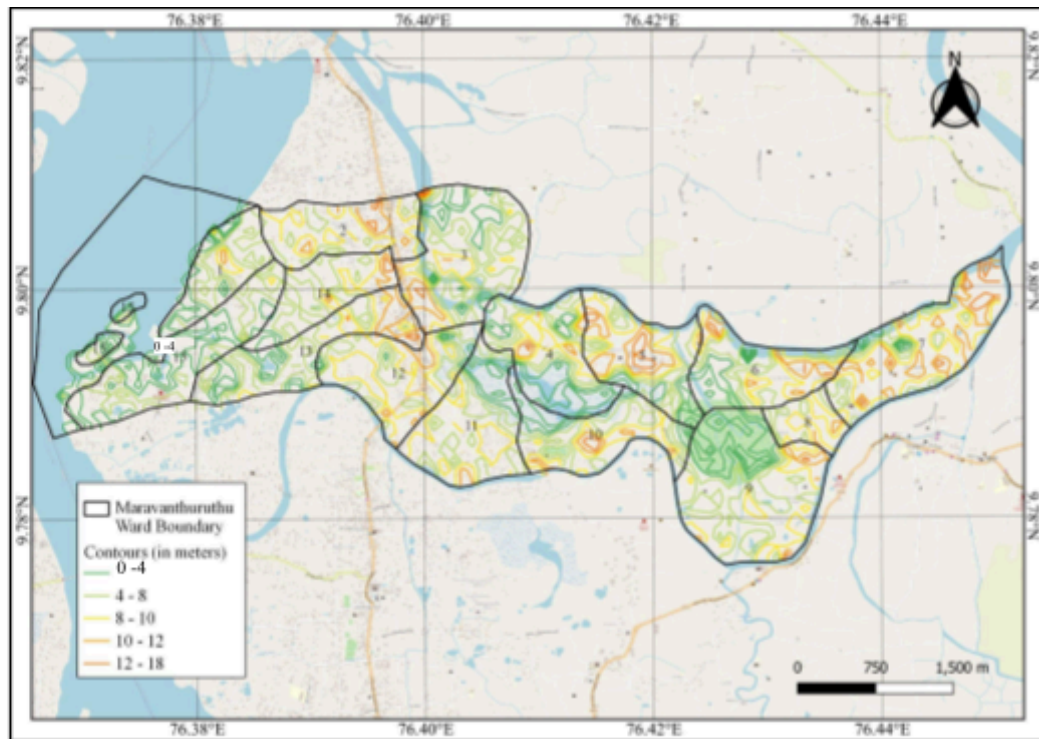 76.38°E
76.40°E
76.42°E
76.44°E
9.82°N
9.82°N
N
2
3
1
14
9.80°N
9.80°N
0 -4
15
13
4
5
6
7
12
8
11
10
9
9.78°N
9.78°N
Maravanthuruthu
Ward Boundary
Contours (in meters)
0 -4
4 - 8
8 - 10
10 - 12
12 - 18
0
750
1,500 m
76.38°E
76.40°E
76.42°E
76.44°E